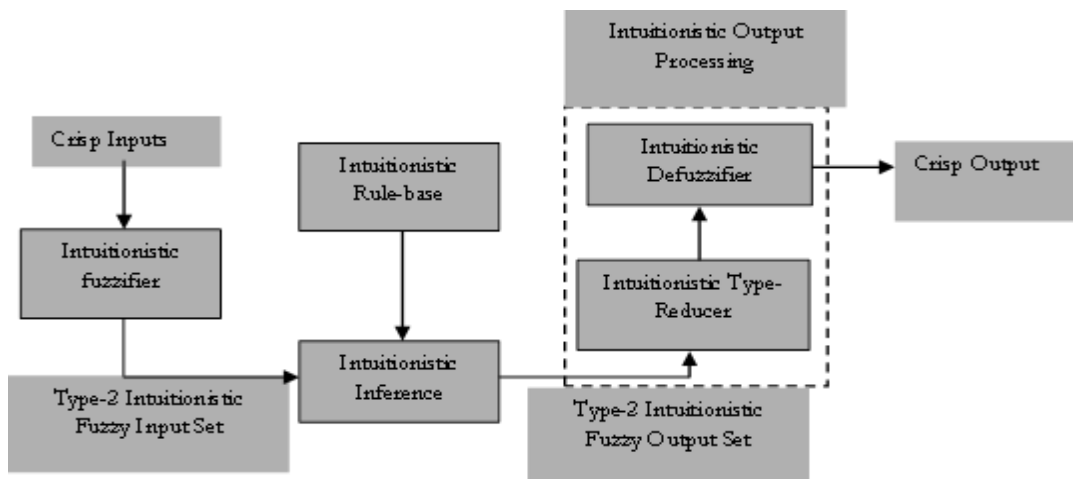 Intuitionistic Output
Processing
Crisp Inputs
Intuitionistic
Rule-base
Intuitionistic
Defuzzifier
Crisp Output
Intuitionistic
fuzzifier
Intuitionistic Type-
Reducer
Intuitionistic
Inference
Type-2 Intuitionistic
Fuzzy Input Set
Type-2 Intuitionistic
Fuzzy Output Set